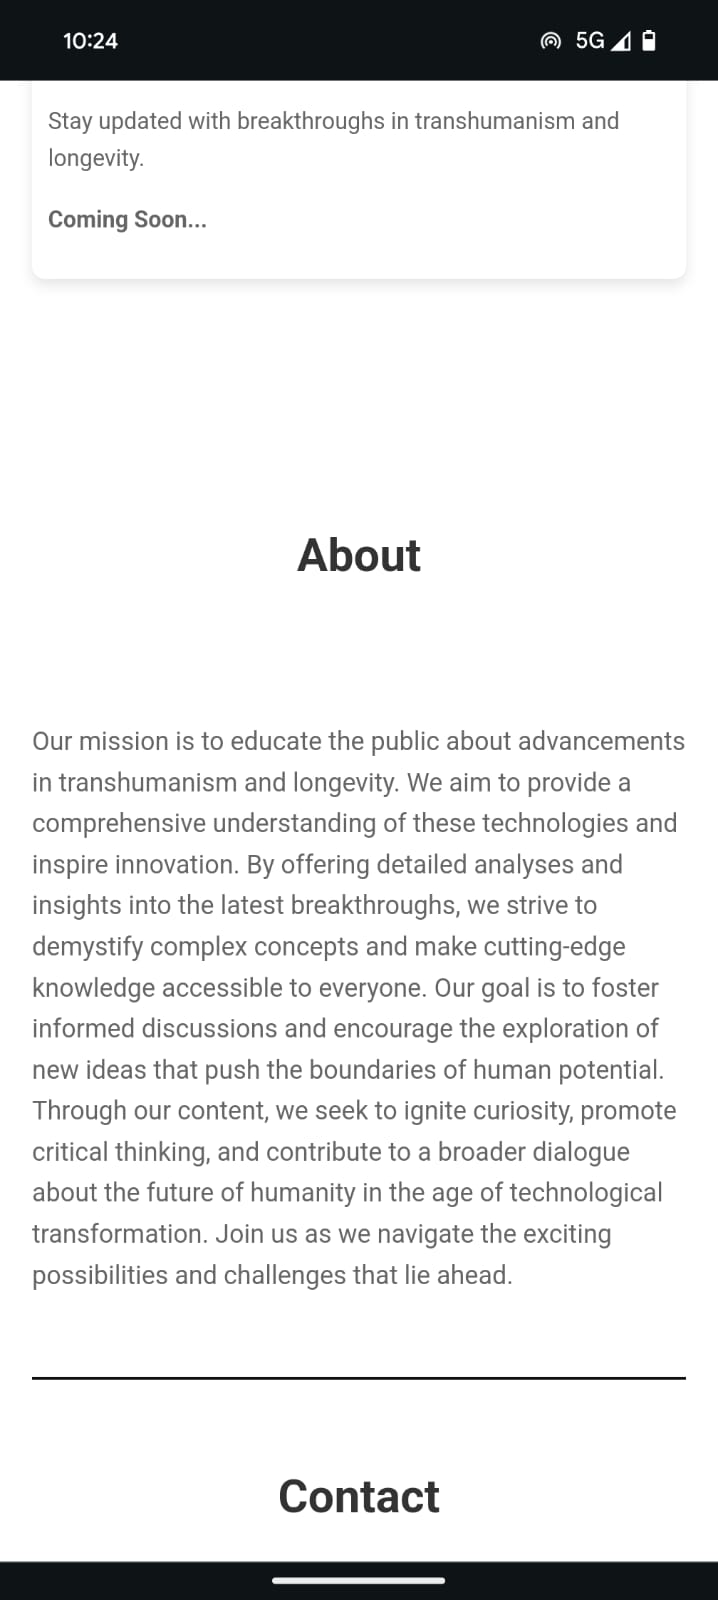 10:24
5G
Stay updated with breakthroughs in transhumanism and
longevity.
Coming Soon...
About
Our mission is to educate the public about advancements
in transhumanism and longevity. We aim to provide a
comprehensive understanding of these technologies and
inspire innovation. By offering detailed analyses and
insights into the latest breakthroughs, we strive to
demystify complex concepts and make cutting-edge
knowledge accessible to everyone. Our goal is to foster
informed discussions and encourage the exploration of
new ideas that push the boundaries of human potential.
Through our content, we seek to ignite curiosity, promote
critical thinking, and contribute to a broader dialogue
about the future of humanity in the age of technological
transformation. Join us as we navigate the exciting
possibilities and challenges that lie ahead.
Contact